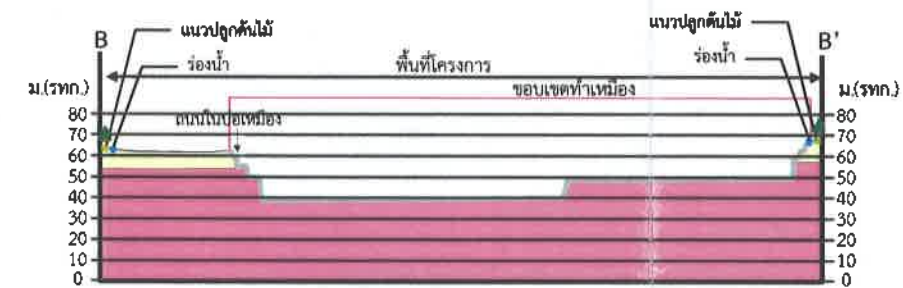 แนวปลูกต้นไม้
แนวปลูกต้นไม้
B
B'
ร่องน้ำ
พื้นที่โครงการ
ร่องน้ำ
ม.(รทก.)
ขอบเขตทำเหมือง
ม.(รทก.)
80
ถนนในบ่อเหมือง
80
70
70
60
60
50
50
40
40
30
30
20
20
10
10
0
0